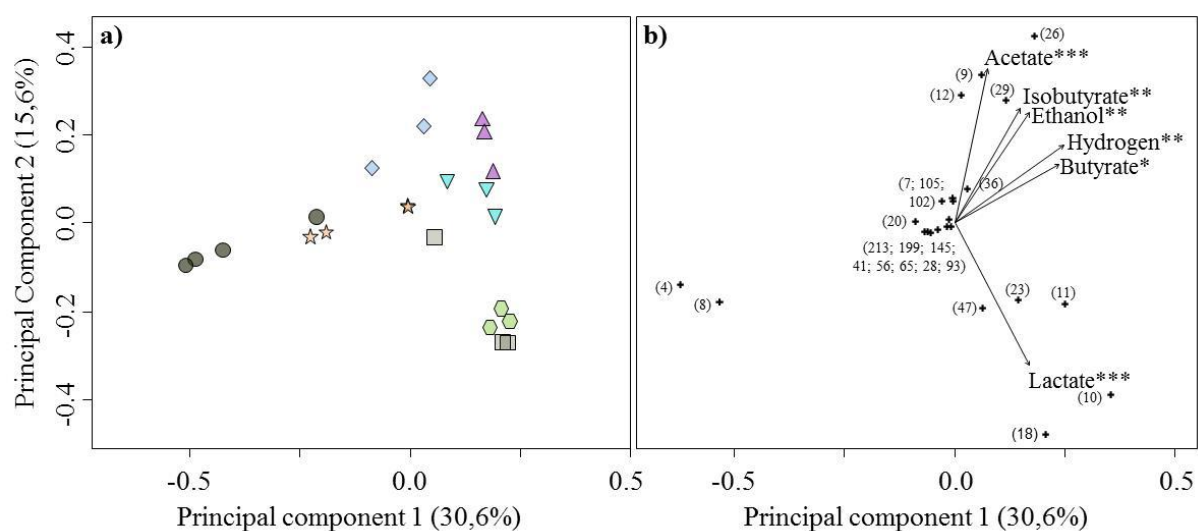 a)
Principal Component 2 (15,6%)
0.4
0.2
0.0
-0.2
-0.4
-0.5
0.0
0.5
Principal component 1 (30,6%)
b)
(26)
Acetate***
(9)
(12)
(29)
Isobutyrate**
Ethanol**
Hydrogen**
Butyrate*
(7; 105;
102)
(36)
(20)
(213; 199; 145;
41; 56; 65; 28; 93)
(4)
(8)
(47)
(23)
(11)
Lactate***
(10)
(18)
-0.5
0.0
0.5
Principal component 1 (30,6%)